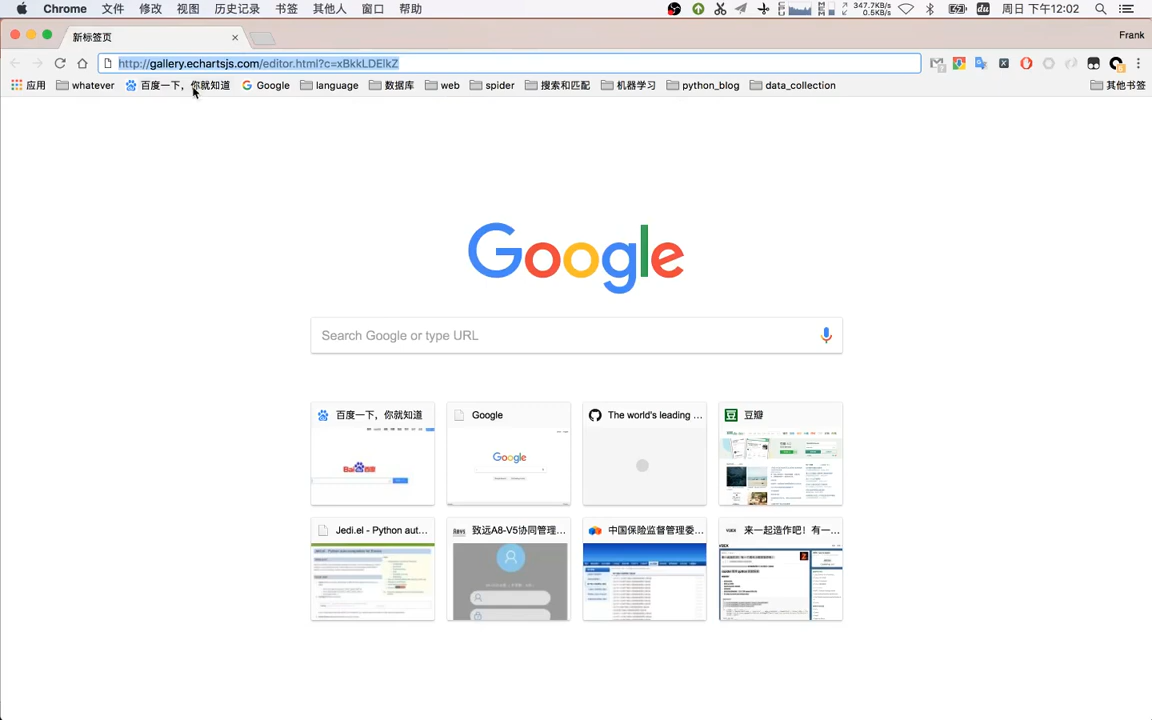 Chrome 文件 修改 视图 历史记录 书签 其他人 窗口 帮助 347.7KB/s 0.5KB/s du 周日 下午12:02
新标签页 Frank
http://gallery.echartsjs.com/editor.html?c=xBkkLDElkZ
应用 whatever 百度一下，你就知道 Google language 数据库 web spider 搜索和匹配 机器学习 python_blog data_collection 其他书签
Google
Search Google or type URL
百度一下，你就知道 Google The world's leading ... 豆瓣
Bai 百度 Google
Jedi.el - Python aut... 致远A8-V5协同管理... 中国保险监督管理委... 来一起造作吧！有一...